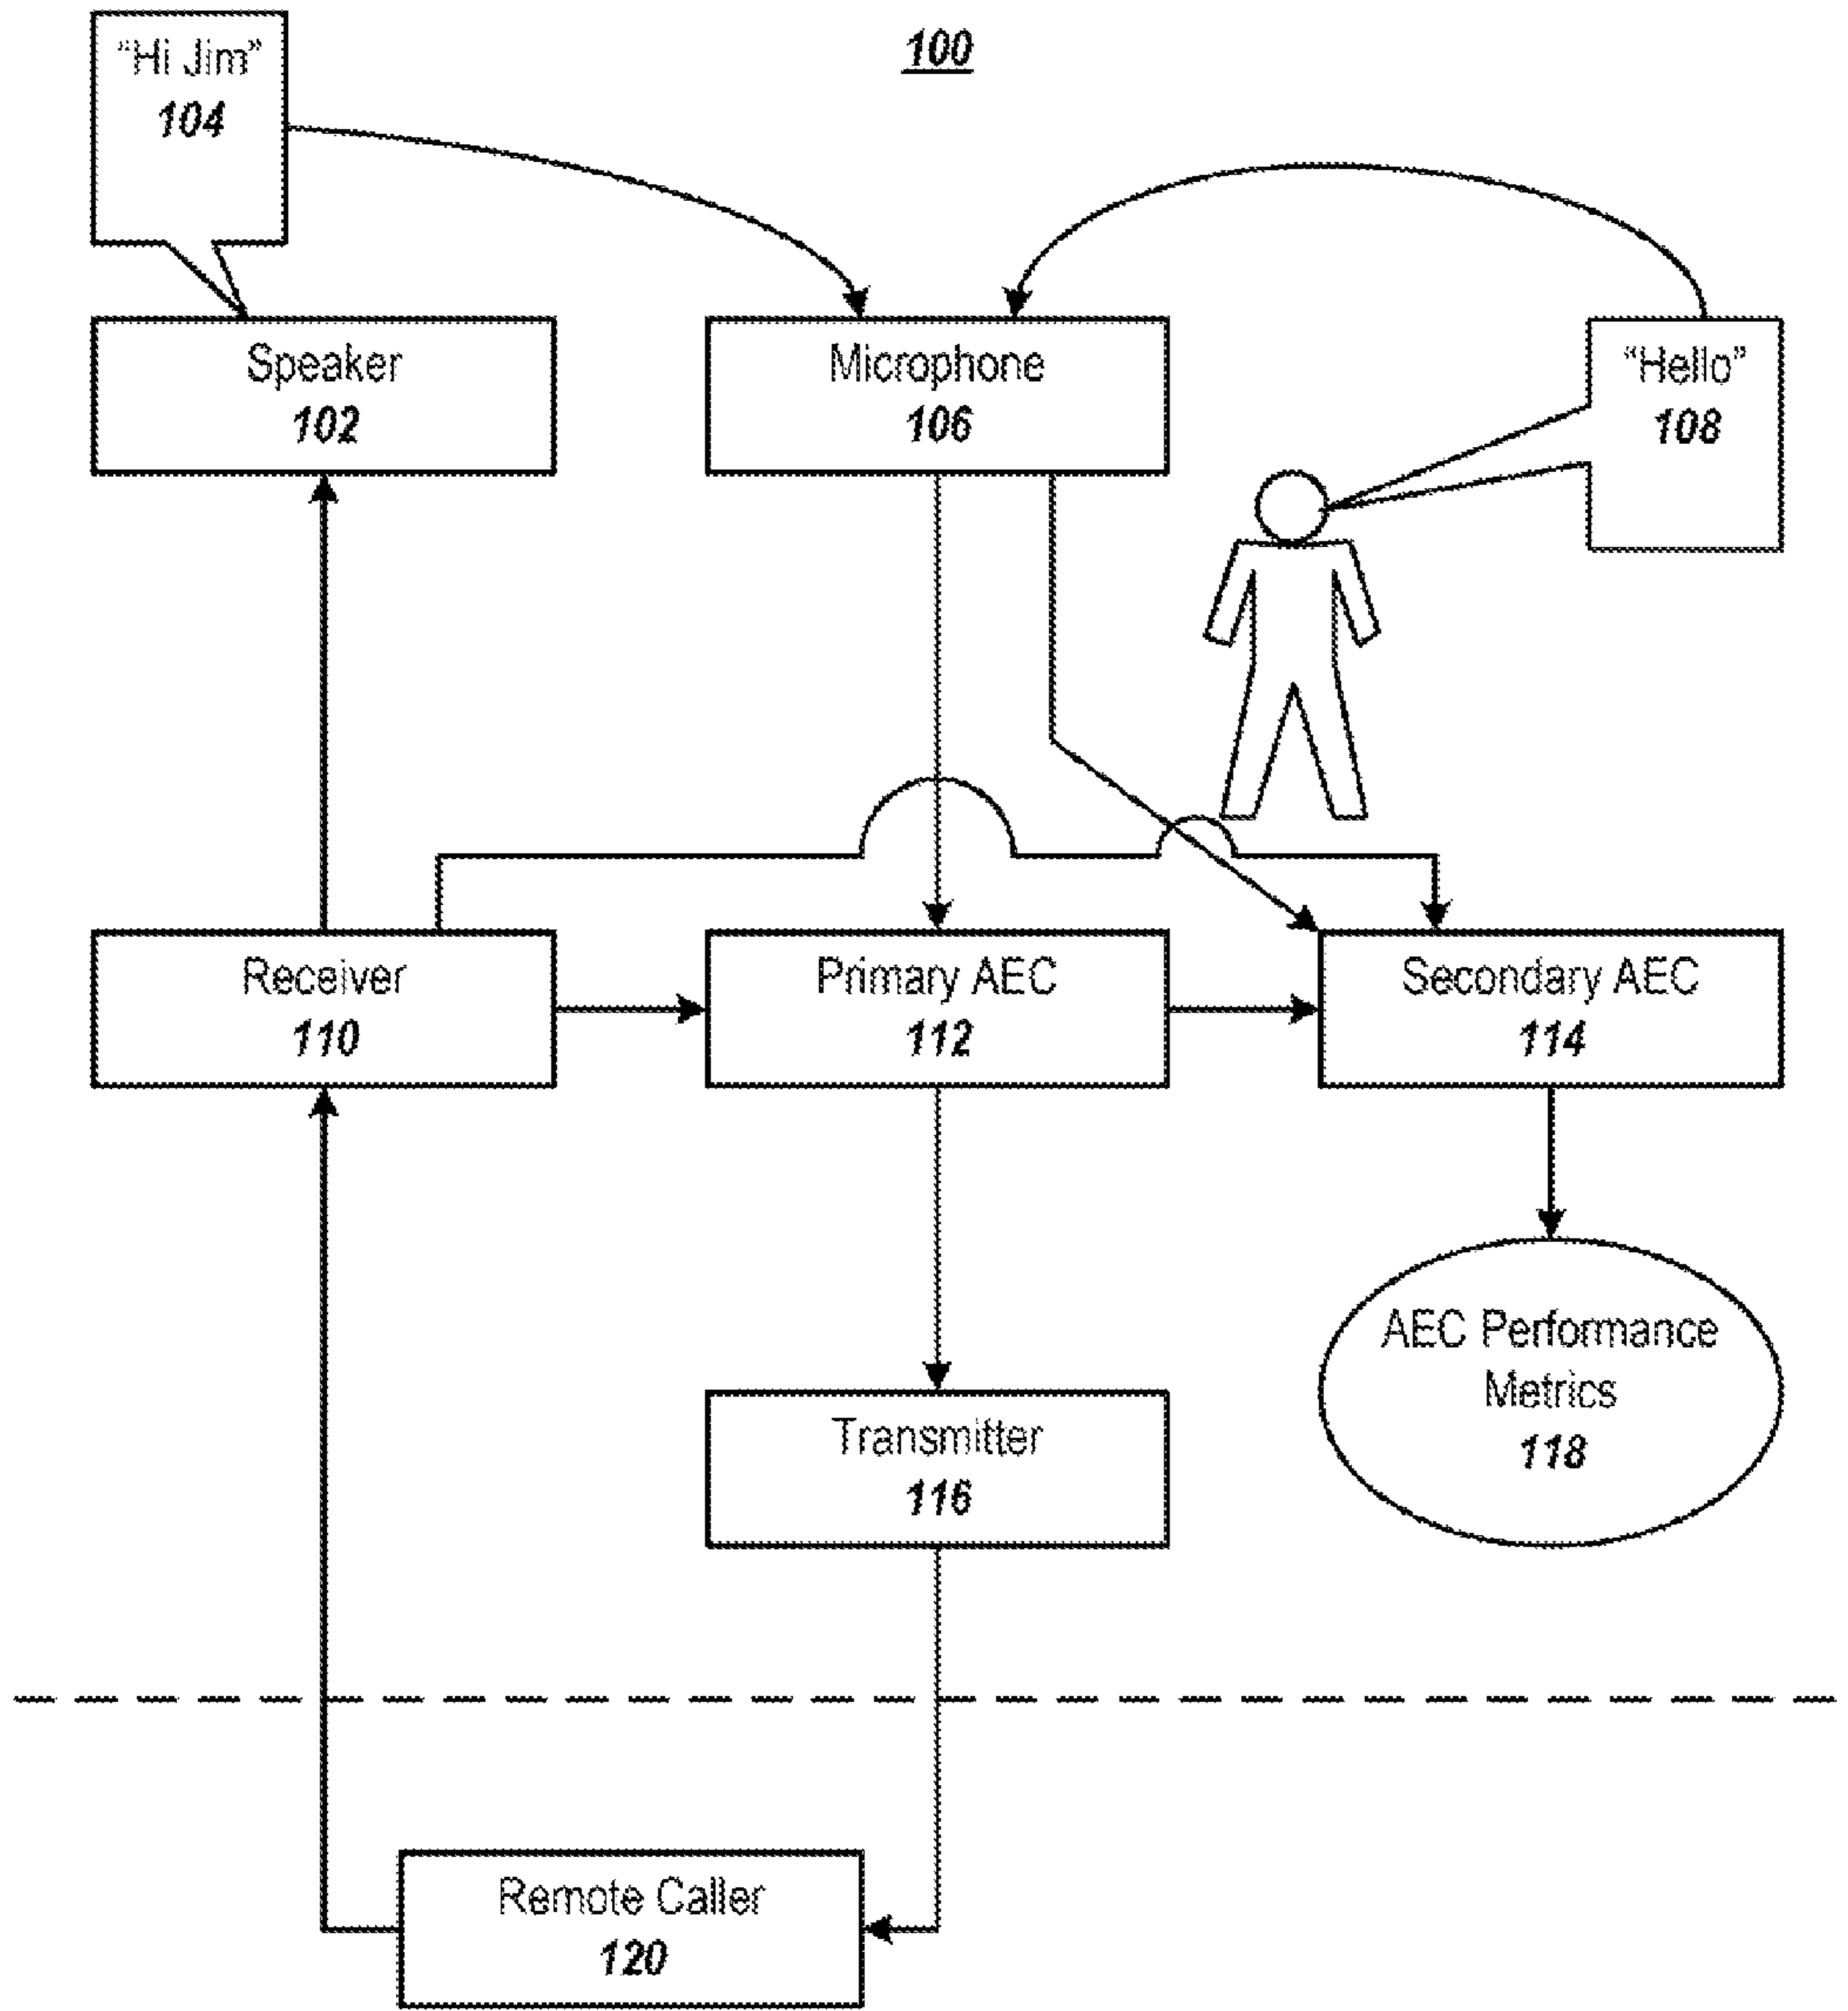 100
“Hi Jim”
104
Speaker
102
Microphone
106
“Hello”
108
Receiver
110
Primary AEC
112
Secondary AEC
114
AEC Performance
Metrics
118
Transmitter
116
Remote Caller
120